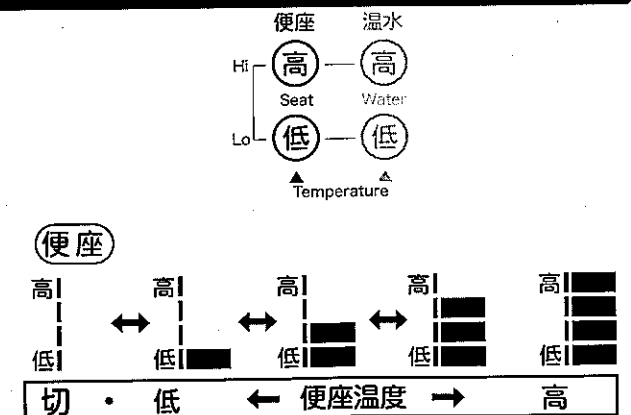 便座 温水
Hi 高 高
Seat Water
Lo 低 低
▲ ▲
Temperature
便座
高 高 高 高 高
↔ ↔ ↔
低 低 低 低 低
切・低 ← 便座温度 → 高